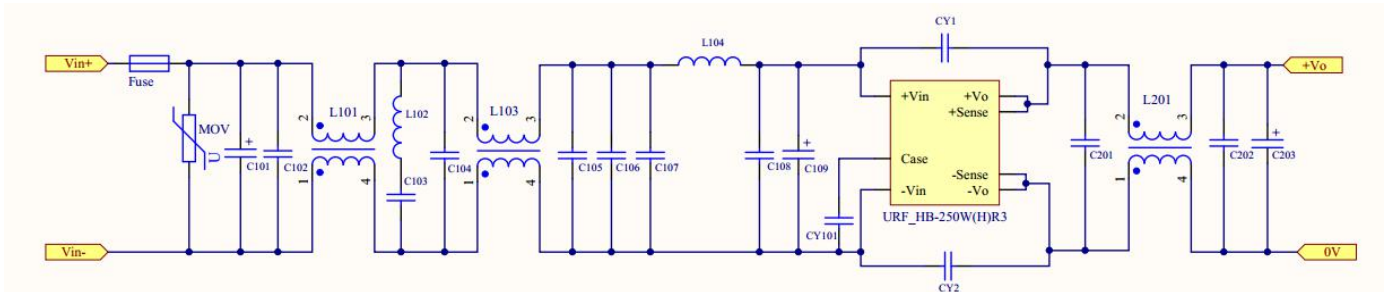 CY1
L104
Vin+
Fuse
+Vo
L101
L102
L103
+Vin
+Vo
+Sense
L201
2
3
2
3
2
3
MOV
U
+
C101
C102
C104
C105
C106
C107
C108
+
C109
Case
-Sense
-Vin
-Vo
C201
C202
+
C203
1
4
C103
1
4
1
4
CY101
URF_HB-250W(H)R3
Vin-
0V
CY2